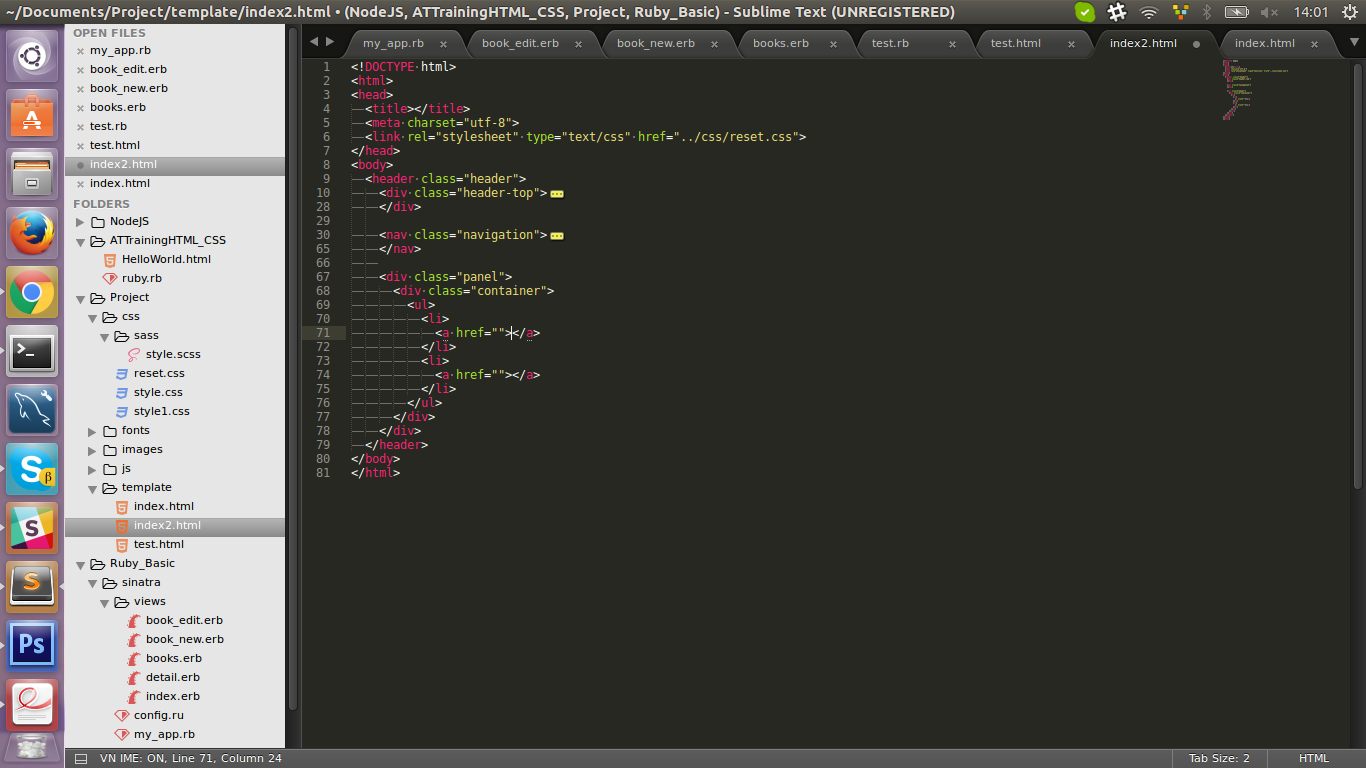 ~/Documents/Project/template/index2.html • (NodeJS, ATTrainingHTML_CSS, Project, Ruby_Basic) - Sublime Text (UNREGISTERED)
14:01
OPEN FILES
my_app.rb
book_edit.erb
book_new.erb
books.erb
test.rb
test.html
index2.html
index.html
FOLDERS
NodeJS
ATTrainingHTML_CSS
HelloWorld.html
ruby.rb
Project
css
sass
style.scss
reset.css
style.css
style1.css
fonts
images
js
template
index.html
index2.html
test.html
Ruby_Basic
sinatra
views
book_edit.erb
book_new.erb
books.erb
detail.erb
index.erb
config.ru
my_app.rb
my_app.rb book_edit.erb book_new.erb books.erb test.rb test.html index2.html index.html
1 <!DOCTYPE html>
2 <html>
3 <head>
4 <title></title>
5 <meta charset="utf-8">
6 <link rel="stylesheet" type="text/css" href="../css/reset.css">
7 </head>
8 <body>
9 <header class="header">
10 <div class="header-top">
28 </div>
29
30 <nav class="navigation">
65 </nav>
66
67 <div class="panel">
68 <div class="container">
69 <ul>
70 <li>
71 <a href=""></a>
72 </li>
73 <li>
74 <a href=""></a>
75 </li>
76 </ul>
77 </div>
78 </div>
79 </header>
80 </body>
81 </html>
S β
S
S
Ps
VN IME: ON, Line 71, Column 24
Tab Size: 2
HTML